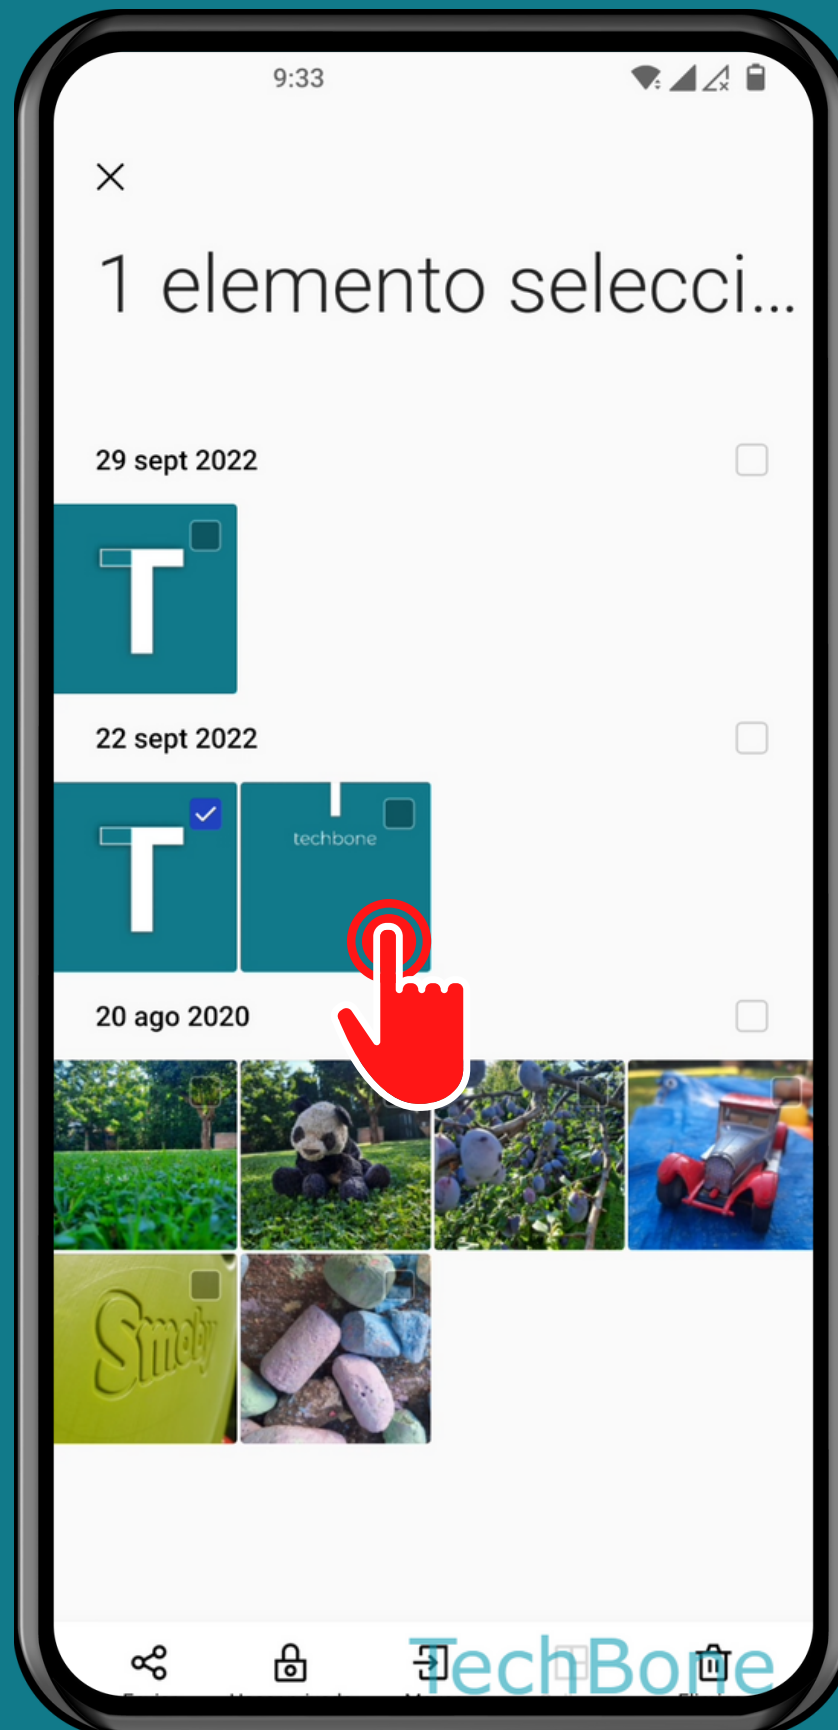 9:33
1 elemento selecci...
29 sept 2022
T
22 sept 2022
T
techbone
20 ago 2020
Smoby
TechBone